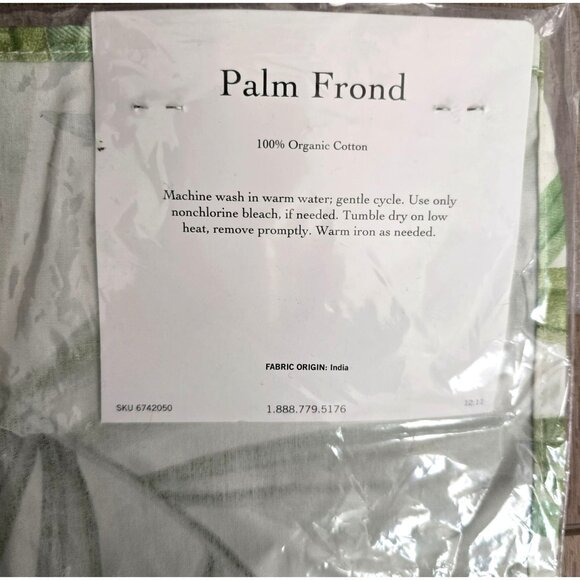 Palm Frond
100% Organic Cotton
Machine wash in warm water; gentle cycle. Use only
nonchlorine bleach, if needed. Tumble dry on low
heat, remove promptly. Warm iron as needed.
FABRIC ORIGIN: India
SKU 6742050
1.888.779.5176
12:12